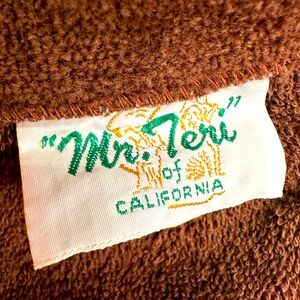 "Mr. Teri"
of
CALIFORNIA